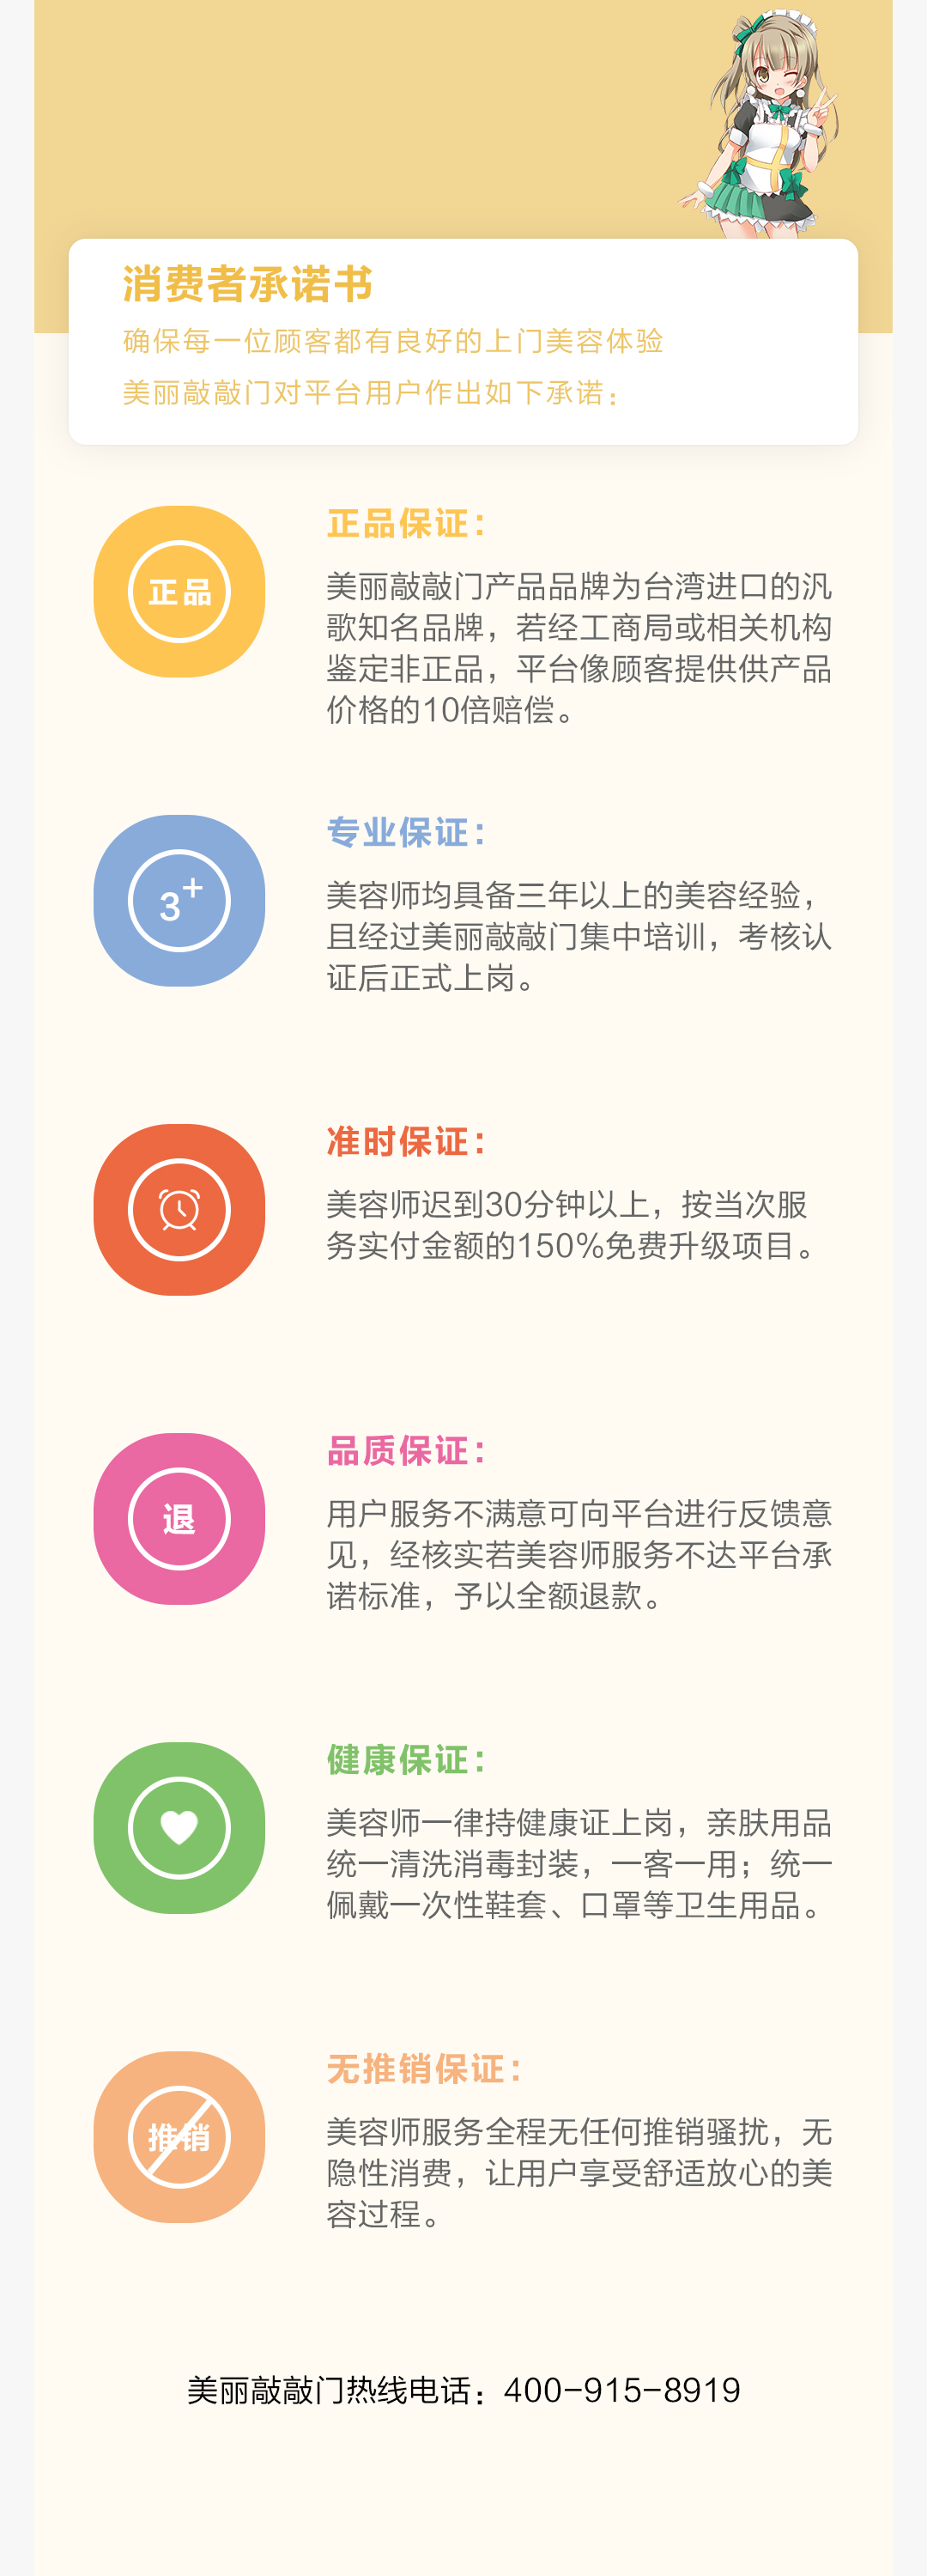 消费者承诺书
确保每一位顾客都有良好的上门美容体验
美丽敲敲门对平台用户作出如下承诺：
正品
正品保证：
美丽敲敲门产品品牌为台湾进口的汎
歌知名品牌，若经工商局或相关机构
鉴定非正品，平台像顾客提供供产品
价格的10倍赔偿。
3+
专业保证：
美容师均具备三年以上的美容经验，
且经过美丽敲敲门集中培训，考核认
证后正式上岗。
准时保证：
美容师迟到30分钟以上，按当次服
务实付金额的150%免费升级项目。
退
品质保证：
用户服务不满意可向平台进行反馈意
见，经核实若美容师服务不达平台承
诺标准，予以全额退款。
健康保证：
美容师一律持健康证上岗，亲肤用品
统一清洗消毒封装，一客一用；统一
佩戴一次性鞋套、口罩等卫生用品。
推销
无推销保证：
美容师服务全程无任何推销骚扰，无
隐性消费，让用户享受舒适放心的美
容过程。
美丽敲敲门热线电话：400-915-8919